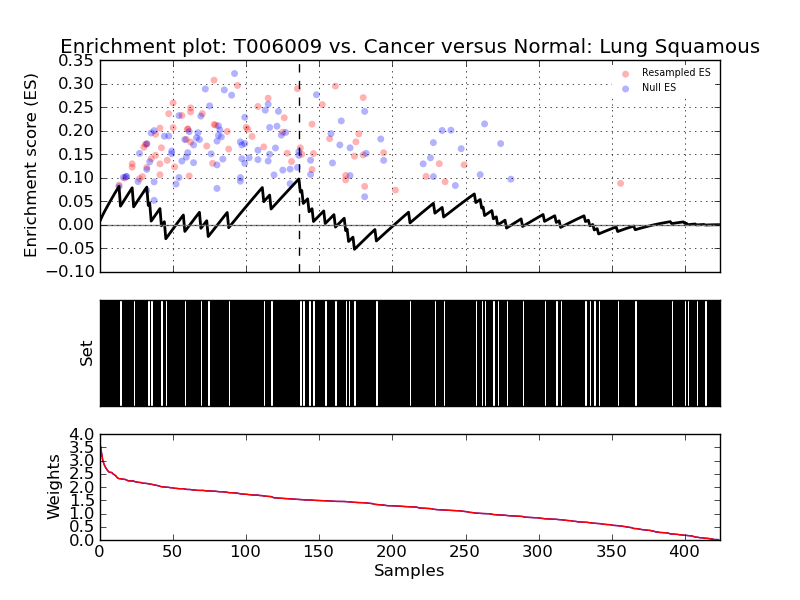 Enrichment plot: T006009 vs. Cancer versus Normal: Lung Squamous
Enrichment score (ES)
0.35
0.30
0.25
0.20
0.15
0.10
0.05
0.00
−0.05
−0.10
Resampled ES
Null ES
Set
Weights
4.0
3.5
3.0
2.5
2.0
1.5
1.0
0.5
0.0
0 50 100 150 200 250 300 350 400
Samples